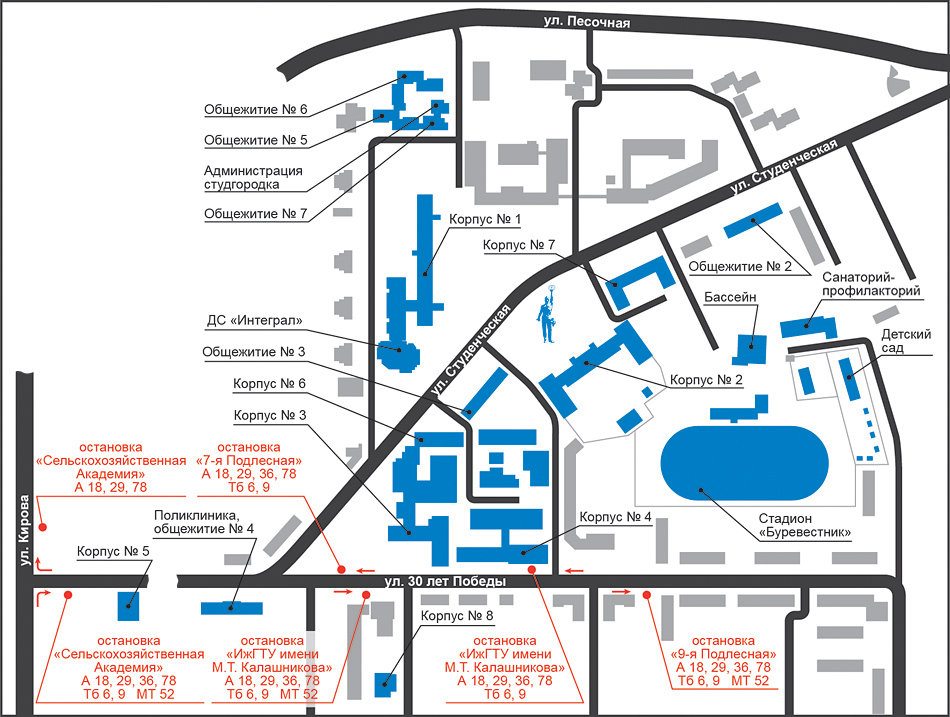 ул. Песочная
Общежитие № 6
Общежитие № 5
Администрация
студгородка
Общежитие № 7
ул. Студенческая
Корпус № 1
Корпус № 7
Общежитие № 2
Бассейн
Санаторий-
профилакторий
Детский
сад
ДС «Интеграл»
ул. Студенческая
Общежитие № 3
Корпус № 6
Корпус № 3
Корпус № 2
остановка
«Сельскохозяйственная
Академия»
А 18, 29, 78
остановка
«7-я Подлесная»
А 18, 29, 36, 78
Тб 6, 9
ул. Кирова
Поликлиника,
общежитие № 4
Корпус № 5
Корпус № 4
Стадион
«Буревестник»
ул. 30 лет Победы
Корпус № 8
остановка
«Сельскохозяйственная
Академия»
А 18, 29, 36, 78
Тб 6, 9 МТ 52
остановка
«ИжГТУ имени
М.Т. Калашникова»
А 18, 29, 36, 78
Тб 6, 9 МТ 52
остановка
«ИжГТУ имени
М.Т. Калашникова»
А 18, 29, 36, 78
Тб 6, 9
остановка
«9-я Подлесная»
А 18, 29, 36, 78
Тб 6, 9 МТ 52